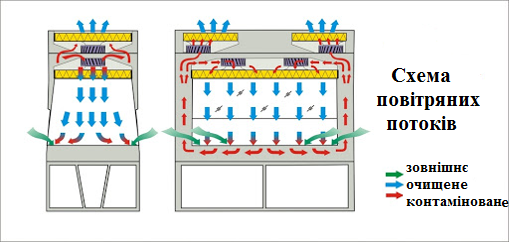 Схема
повітряних
потоків
зовнішнє
очищене
контаміноване